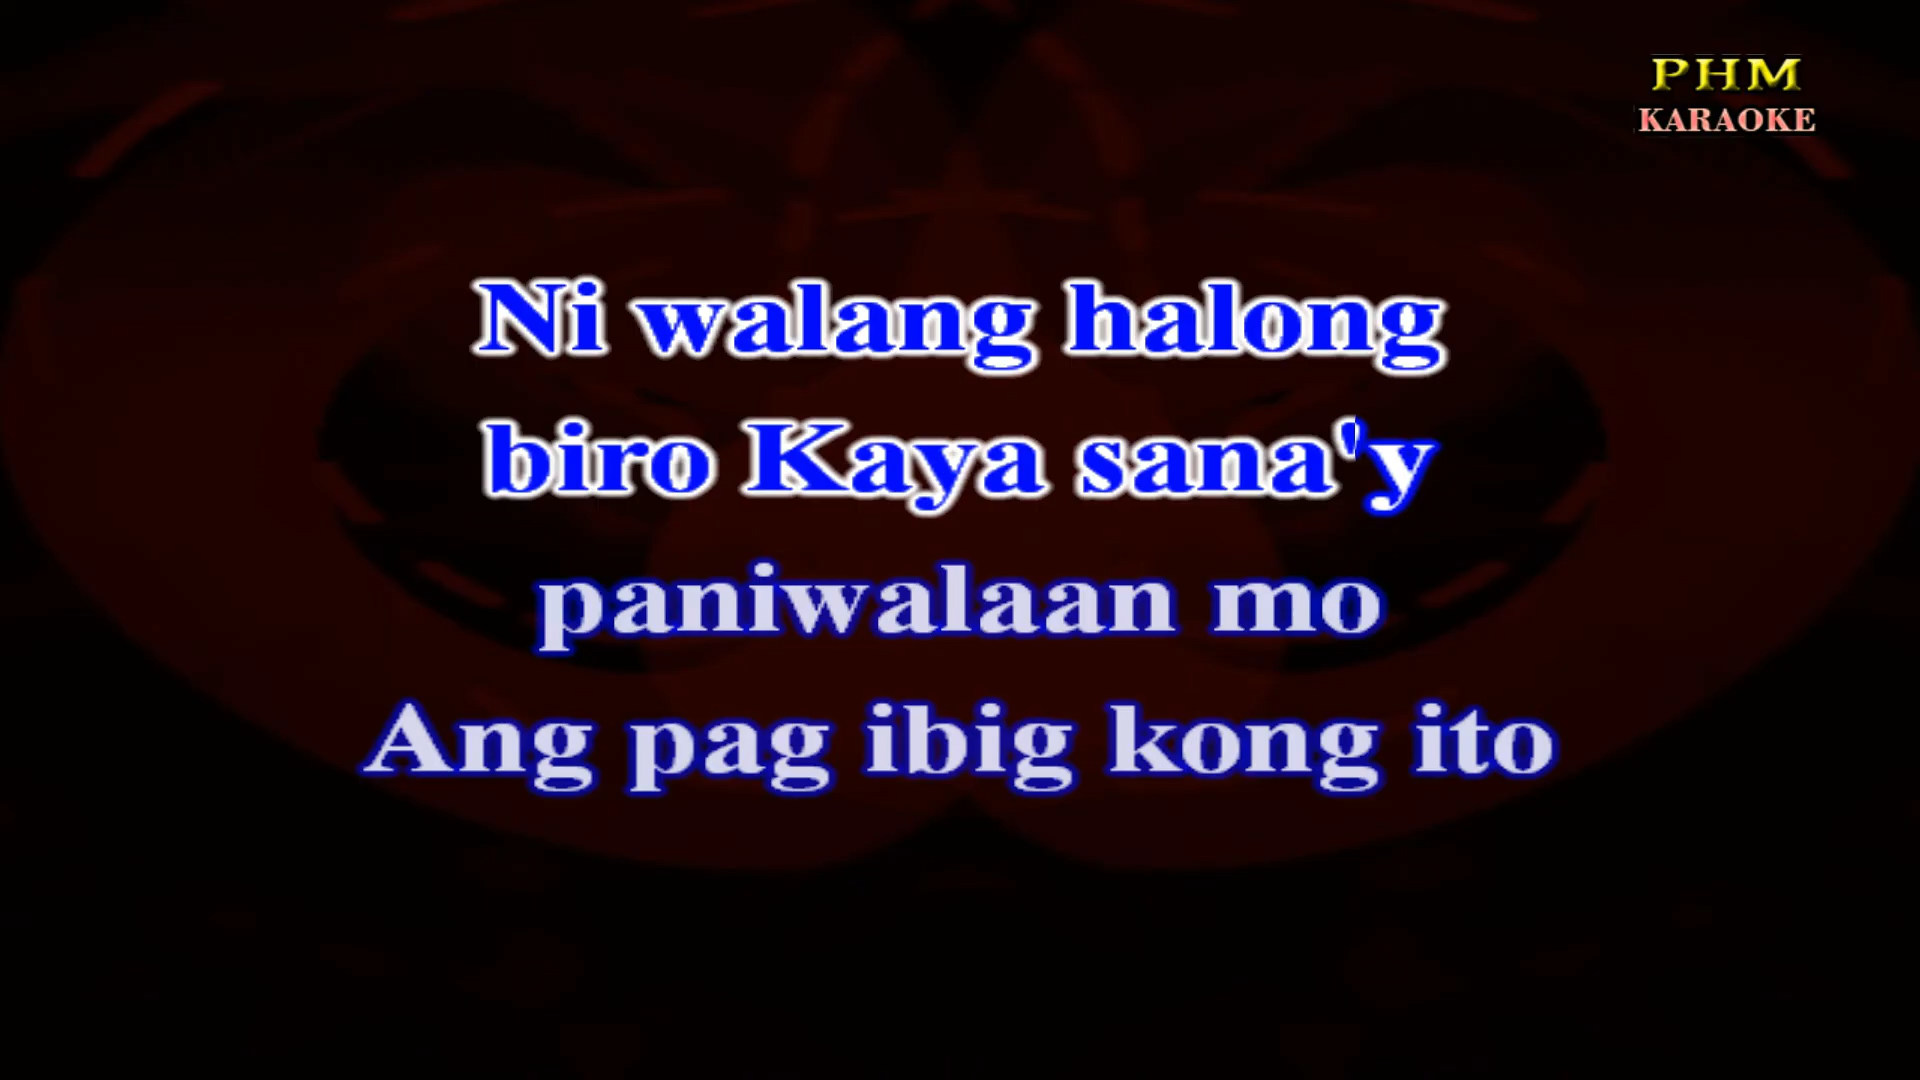 PHM
KARAOKE
Ni walang halong
biro Kaya sana'y
paniwalaan mo
Ang pag ibig kong ito